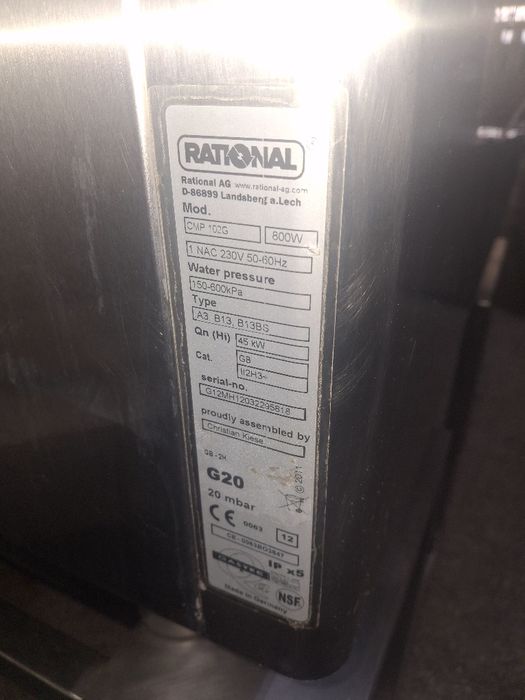 RATIONAL
Rational AG www.rational-ag.com
D-86899 Landsberg a.Lech
Mod.
CMP 102G 800W
1 NAC 230V 50-60Hz
Water pressure
150-600kPa
Type
A3, B13, B13BS
Qn (Hi) 45 kW
Cat. GB
II2H3+
serial-no.
G12MH12032295618
proudly assembled by
Christian Kiese
GB - 2H
G20
20 mbar
© 2011
CE 0063 12
IP x5
NSF
Made in Germany